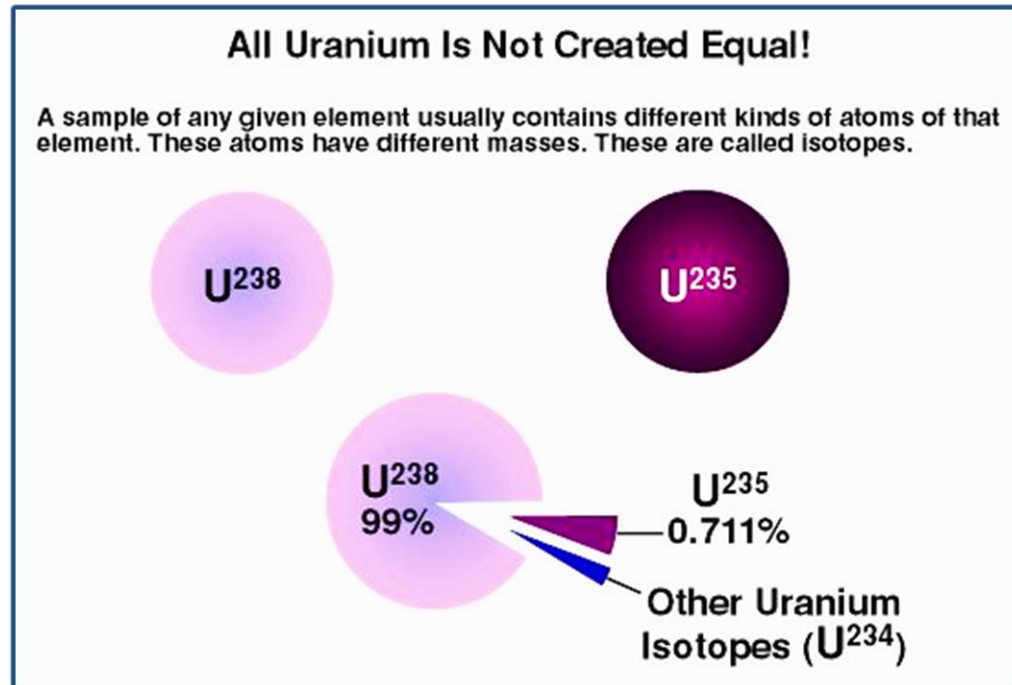 All Uranium Is Not Created Equal!
A sample of any given element usually contains different kinds of atoms of that
element. These atoms have different masses. These are called isotopes.
U²³⁸
U²³⁵
U²³⁸
99%
U²³⁵
0.711%
Other Uranium
Isotopes (U²³⁴)